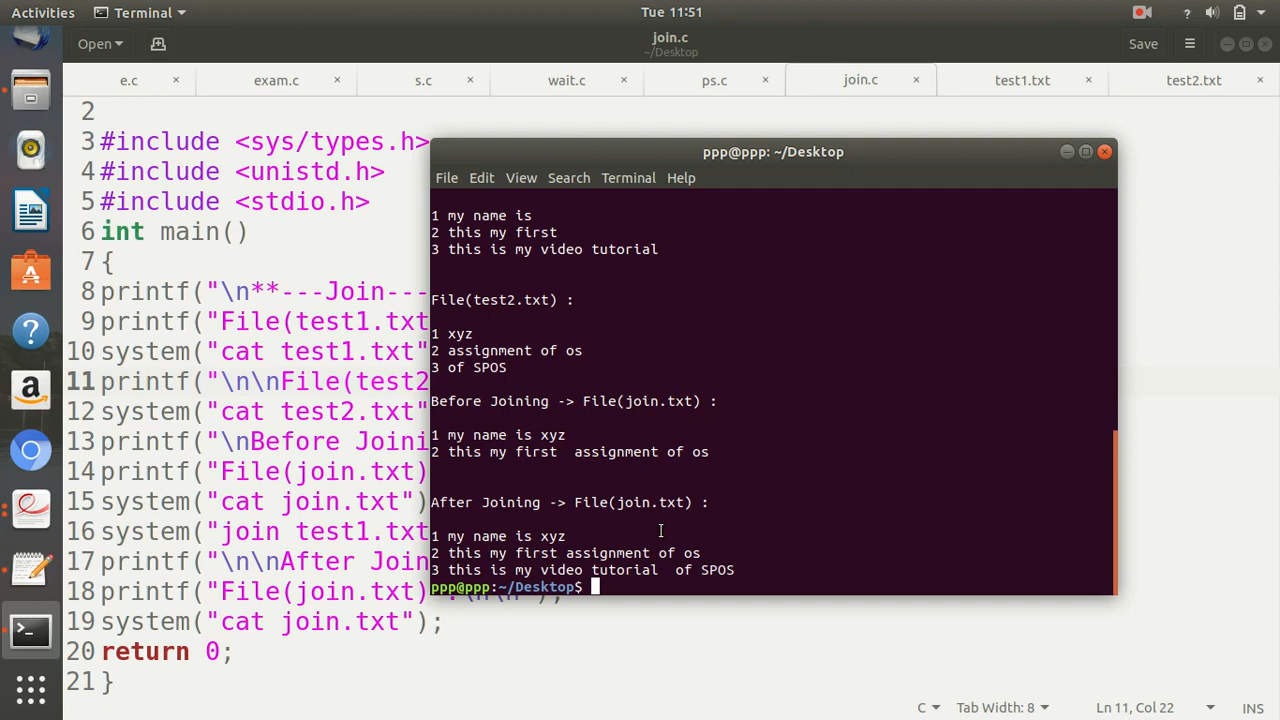 Activities Terminal Tue 11:51
Open join.c Save
~/Desktop
e.c × exam.c × s.c × wait.c × ps.c × join.c × test1.txt × test2.txt ×
2
3 #include <sys/types.h>
4 #include <unistd.h>
5 #include <stdio.h>
6 int main()
7 {
8 printf("\n**---Join---
9 printf("File(test1.txt
10 system("cat test1.txt"
11 printf("\n\nFile(test2
12 system("cat test2.txt"
13 printf("\nBefore Joini
14 printf("File(join.txt)
15 system("cat join.txt")
16 system("join test1.txt
17 printf("\n\nAfter Join
18 printf("File(join.txt) :\n\n");
19 system("cat join.txt");
20 return 0;
21 }
ppp@ppp: ~/Desktop
File Edit View Search Terminal Help
1 my name is
2 this my first
3 this is my video tutorial
File(test2.txt) :
1 xyz
2 assignment of os
3 of SPOS
Before Joining -> File(join.txt) :
1 my name is xyz
2 this my first  assignment of os
After Joining -> File(join.txt) :
1 my name is xyz
2 this my first assignment of os
3 this is my video tutorial  of SPOS
ppp@ppp:~/Desktop$
C Tab Width: 8 Ln 11, Col 22 INS